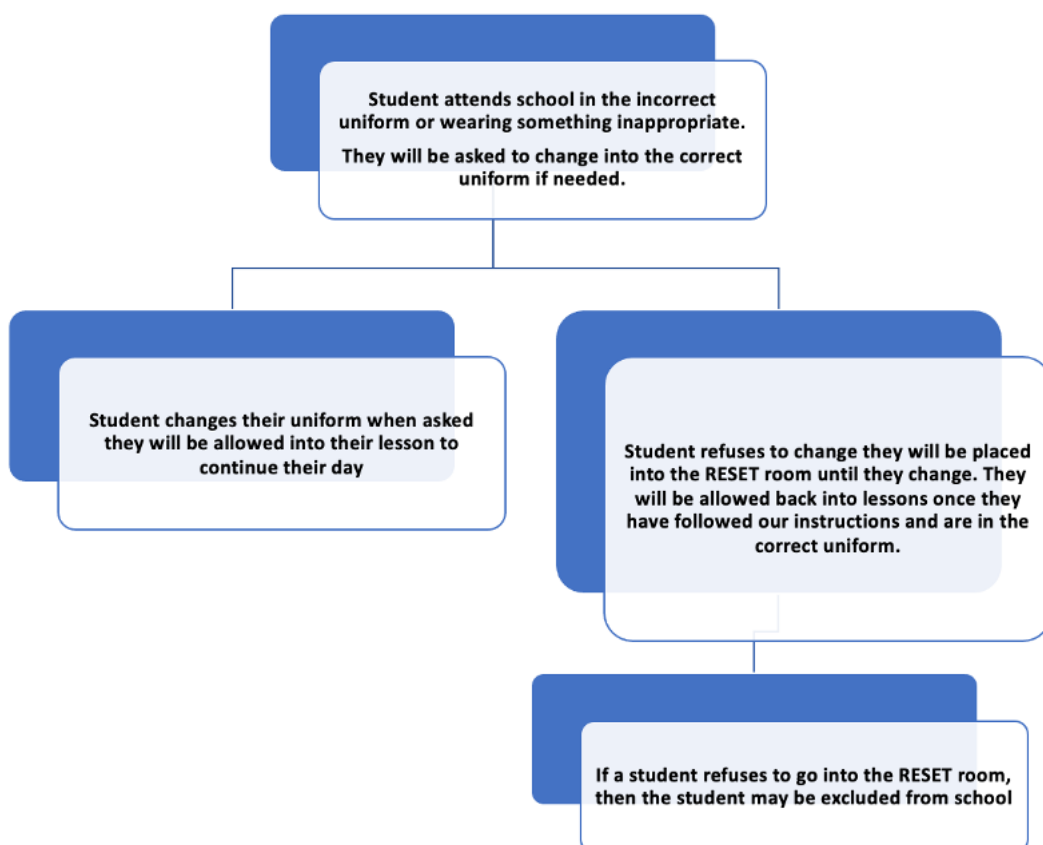 Student attends school in the incorrect
uniform or wearing something inappropriate.
They will be asked to change into the correct
uniform if needed.
Student changes their uniform when asked
they will be allowed into their lesson to
continue their day
Student refuses to change they will be placed
into the RESET room until they change. They
will be allowed back into lessons once they
have followed our instructions and are in the
correct uniform.
If a student refuses to go into the RESET room,
then the student may be excluded from school